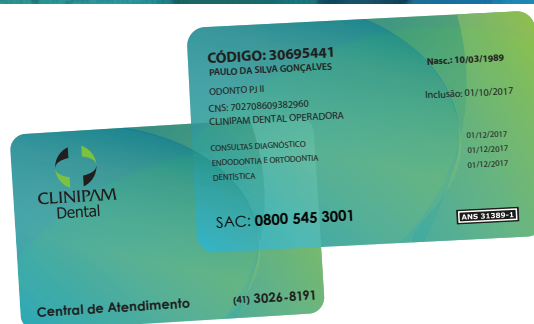 CÓDIGO: 30695441
PAULO DA SILVA GONÇALVES
Nasc.: 10/03/1989
ODONTO PJ II
Inclusão: 01/10/2017
CNS: 702708609382960
CLINIPAM DENTAL OPERADORA
CONSULTAS DIAGNÓSTICO 01/12/2017
ENDODONTIA E ORTODONTIA 01/12/2017
DENTÍSTICA 01/12/2017
SAC: 0800 545 3001
ANS 31389-1
CLINIPAM
Dental
Central de Atendimento (41) 3026-8191